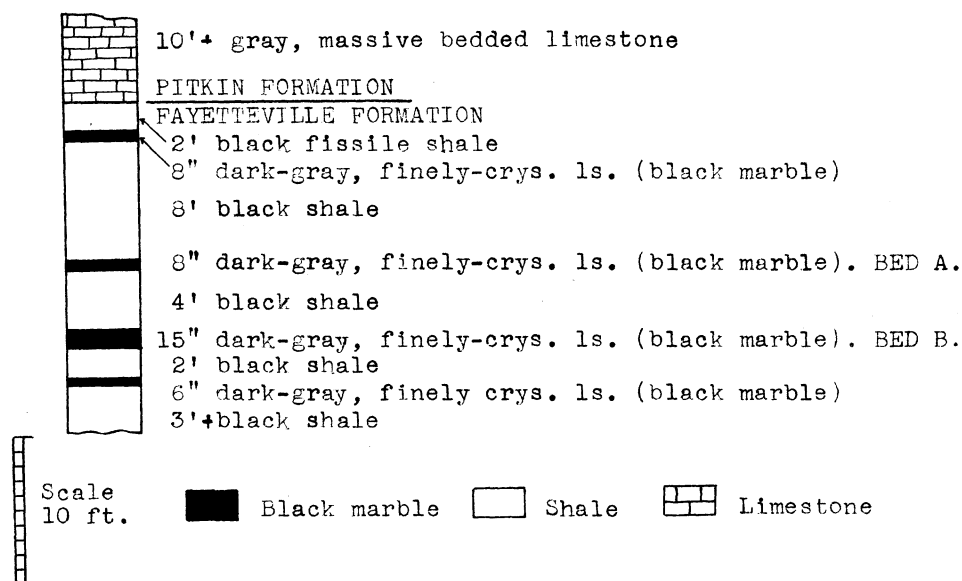 10'+ gray, massive bedded limestone
PITKIN FORMATION
FAYETTEVILLE FORMATION
2' black fissile shale
8" dark-gray, finely-crys. ls. (black marble)
8' black shale
8" dark-gray, finely-crys. ls. (black marble). BED A.
4' black shale
15" dark-gray, finely-crys. ls. (black marble). BED B.
2' black shale
6" dark-gray, finely crys. ls. (black marble)
3'+black shale
Scale
10 ft.
Black marble
Shale
Limestone